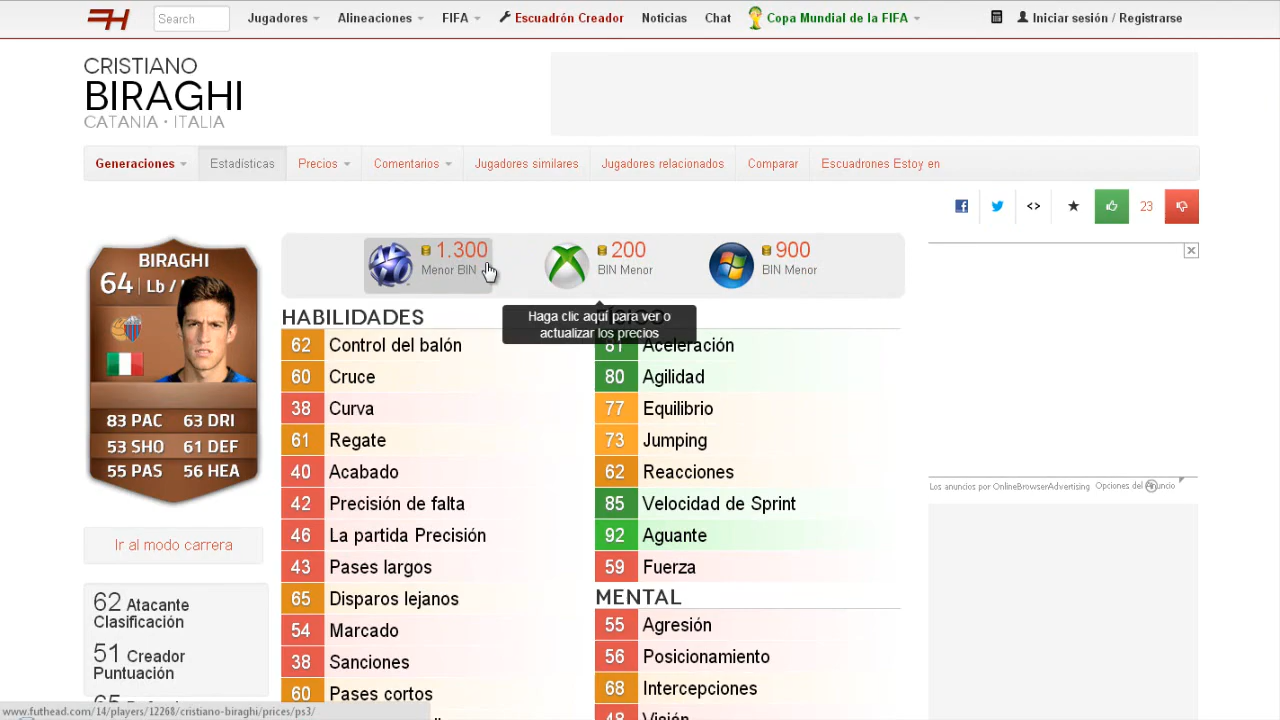 Search
Jugadores
Alineaciones
FIFA
Escuadrón Creador
Noticias
Chat
Copa Mundial de la FIFA
Iniciar sesión / Registrarse
CRISTIANO
BIRAGHI
CATANIA • ITALIA
Generaciones
Estadísticas
Precios
Comentarios
Jugadores similares
Jugadores relacionados
Comparar
Escuadrones Estoy en
23
BIRAGHI
64 Lb /
83 PAC 63 DRI
53 SHO 61 DEF
55 PAS 56 HEA
1.300
Menor BIN
200
BIN Menor
900
BIN Menor
Haga clic aquí para ver o
actualizar los precios
HABILIDADES
62 Control del balón
60 Cruce
38 Curva
61 Regate
40 Acabado
42 Precisión de falta
46 La partida Precisión
43 Pases largos
65 Disparos lejanos
54 Marcado
38 Sanciones
60 Pases cortos
81 Aceleración
80 Agilidad
77 Equilibrio
73 Jumping
62 Reacciones
85 Velocidad de Sprint
92 Aguante
59 Fuerza
MENTAL
55 Agresión
56 Posicionamiento
68 Intercepciones
48 Visión
Ir al modo carrera
62 Atacante
Clasificación
51 Creador
Puntuación
Los anuncios por OnlineBrowserAdvertising
Opciones del Anuncio
www.futhead.com/14/players/12268/cristiano-biraghi/prices/ps3/